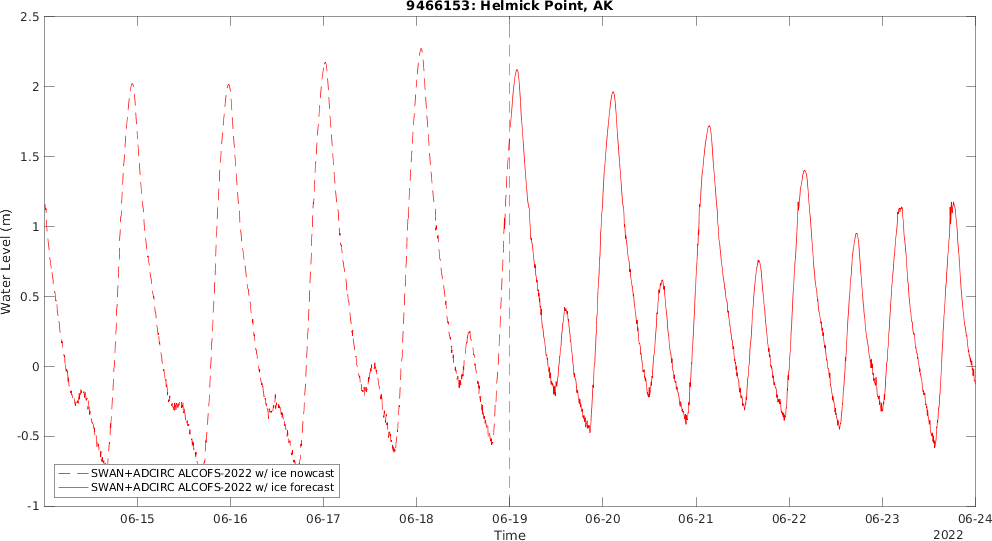 9466153: Helmick Point, AK
2.5
2
1.5
1
0.5
0
-0.5
-1
Water Level (m)
SWAN+ADCIRC ALCOFS-2022 w/ ice nowcast
SWAN+ADCIRC ALCOFS-2022 w/ ice forecast
06-15 06-16 06-17 06-18 06-19 06-20 06-21 06-22 06-23 06-24
Time
2022